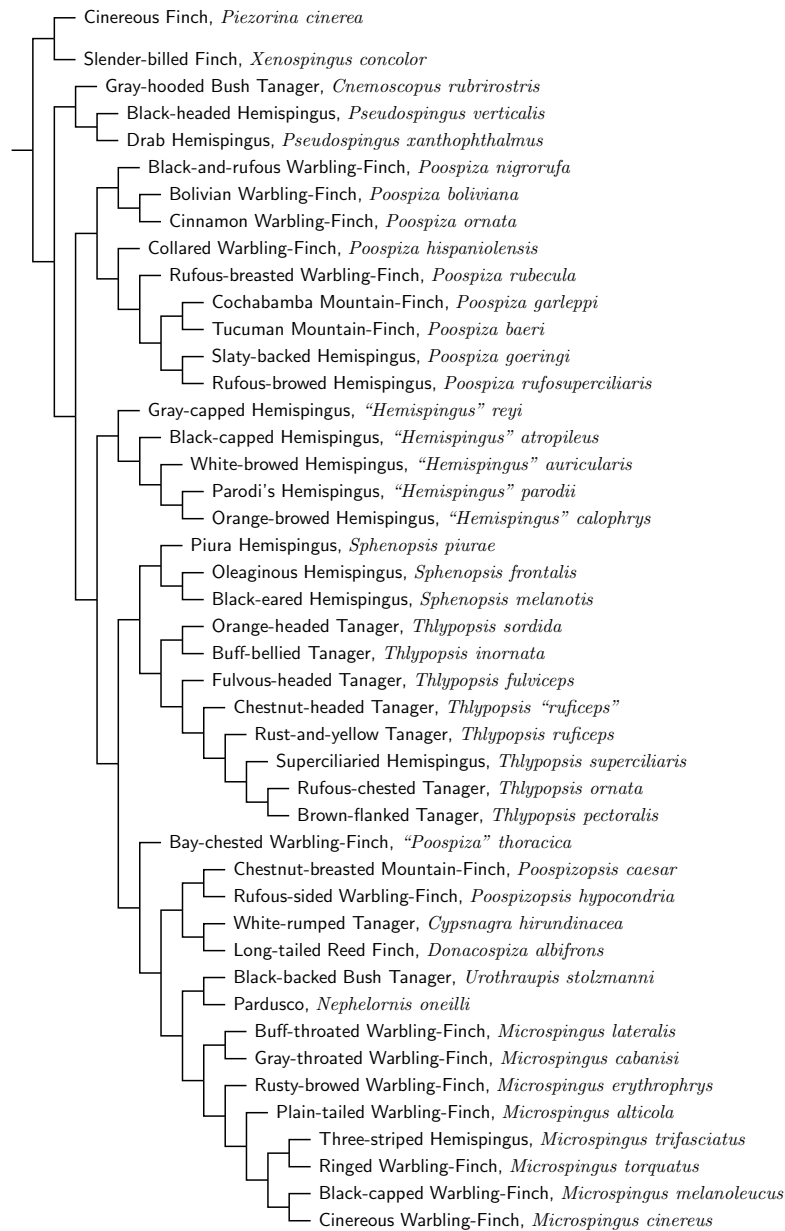 Cinereous Finch, Piezorina cinerea
Slender-billed Finch, Xenospingus concolor
Gray-hooded Bush Tanager, Cnemoscopus rubrirostris
Black-headed Hemispingus, Pseudospingus verticalis
Drab Hemispingus, Pseudospingus xanthophthalmus
Black-and-rufous Warbling-Finch, Poospiza nigrorufa
Bolivian Warbling-Finch, Poospiza boliviana
Cinnamon Warbling-Finch, Poospiza ornata
Collared Warbling-Finch, Poospiza hispaniolensis
Rufous-breasted Warbling-Finch, Poospiza rubecula
Cochabamba Mountain-Finch, Poospiza garleppi
Tucuman Mountain-Finch, Poospiza baeri
Slaty-backed Hemispingus, Poospiza goeringi
Rufous-browed Hemispingus, Poospiza rufosuperciliaris
Gray-capped Hemispingus, “Hemispingus” reyi
Black-capped Hemispingus, “Hemispingus” atropileus
White-browed Hemispingus, “Hemispingus” auricularis
Parodi's Hemispingus, “Hemispingus” parodii
Orange-browed Hemispingus, “Hemispingus” calophrys
Piura Hemispingus, Sphenopsis piurae
Oleaginous Hemispingus, Sphenopsis frontalis
Black-eared Hemispingus, Sphenopsis melanotis
Orange-headed Tanager, Thlypopsis sordida
Buff-bellied Tanager, Thlypopsis inornata
Fulvous-headed Tanager, Thlypopsis fulviceps
Chestnut-headed Tanager, Thlypopsis “ruficeps”
Rust-and-yellow Tanager, Thlypopsis ruficeps
Superciliaried Hemispingus, Thlypopsis superciliaris
Rufous-chested Tanager, Thlypopsis ornata
Brown-flanked Tanager, Thlypopsis pectoralis
Bay-chested Warbling-Finch, “Poospiza” thoracica
Chestnut-breasted Mountain-Finch, Poospizopsis caesar
Rufous-sided Warbling-Finch, Poospizopsis hypocondria
White-rumped Tanager, Cypsnagra hirundinacea
Long-tailed Reed Finch, Donacospiza albifrons
Black-backed Bush Tanager, Urothraupis stolzmanni
Pardusco, Nephelornis oneilli
Buff-throated Warbling-Finch, Microspingus lateralis
Gray-throated Warbling-Finch, Microspingus cabanisi
Rusty-browed Warbling-Finch, Microspingus erythrophrys
Plain-tailed Warbling-Finch, Microspingus alticola
Three-striped Hemispingus, Microspingus trifasciatus
Ringed Warbling-Finch, Microspingus torquatus
Black-capped Warbling-Finch, Microspingus melanoleucus
Cinereous Warbling-Finch, Microspingus cinereus